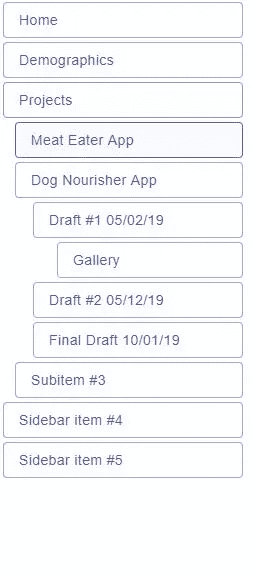 Home
Demographics
Projects
Meat Eater App
Dog Nourisher App
Draft #1 05/02/19
Gallery
Draft #2 05/12/19
Final Draft 10/01/19
Subitem #3
Sidebar item #4
Sidebar item #5